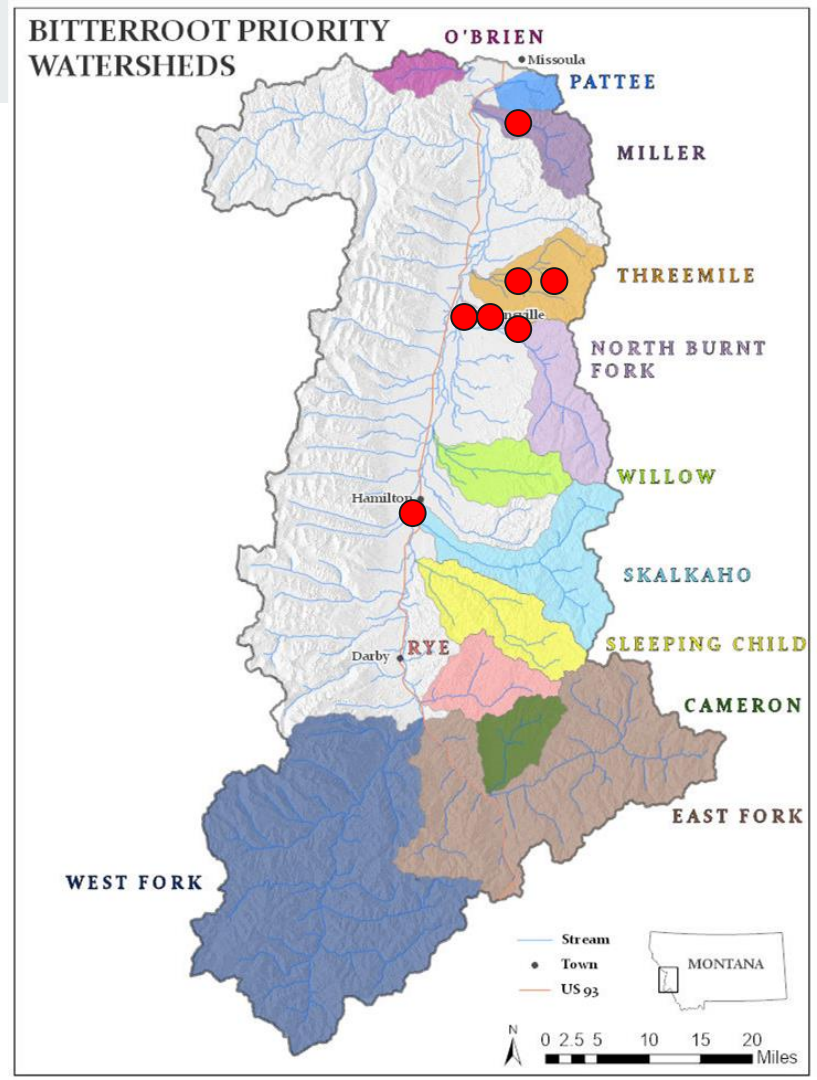 BITTERROOT PRIORITY
WATERSHEDS
O'BRIEN
Missoula
PATTEE
MILLER
THREEMILE
NORTH BURNT
FORK
WILLOW
Hamilton
SKALKAHO
SLEEPING CHILD
Darby
RYE
CAMERON
EAST FORK
WEST FORK
Stream
Town
US 93
MONTANA
N
0 2.5 5 10 15 20
Miles